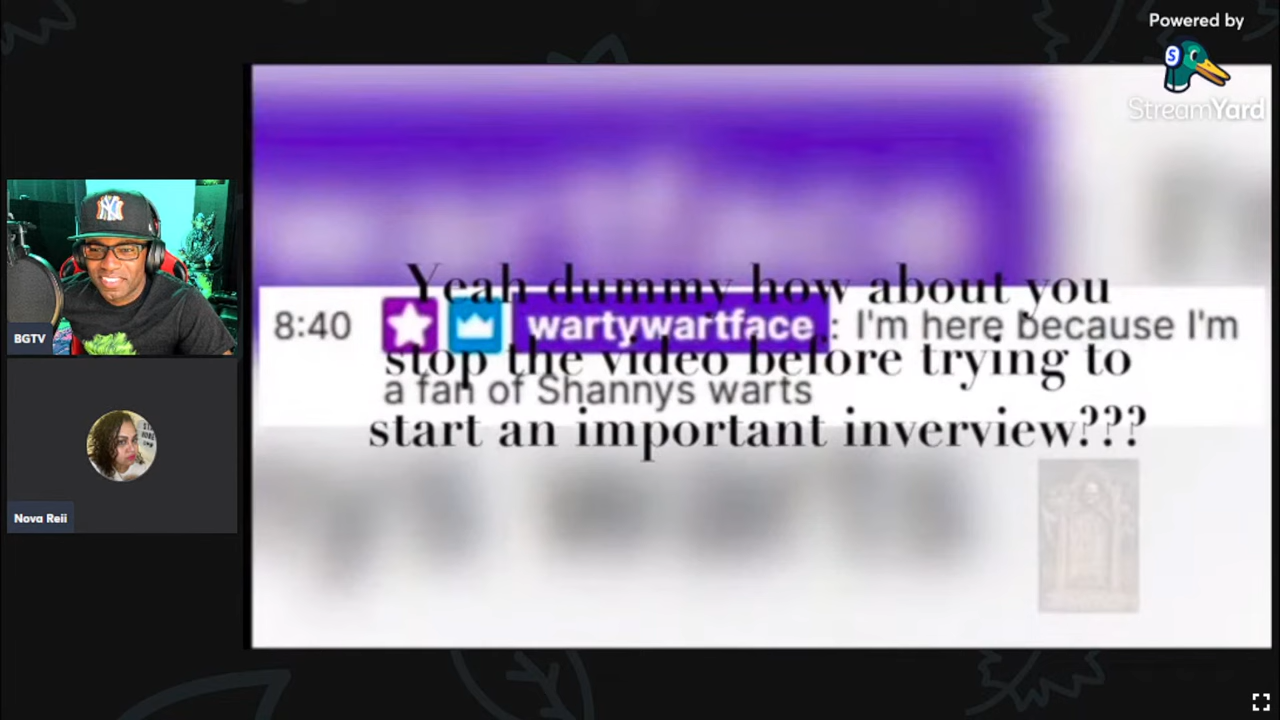 Powered by
StreamYard
Yeah dummy how about you
8:40 wartywartface : I'm here because I'm
stop the video before trying to
a fan of Shannys warts
start an important inverview???
BGTV
Nova Reii